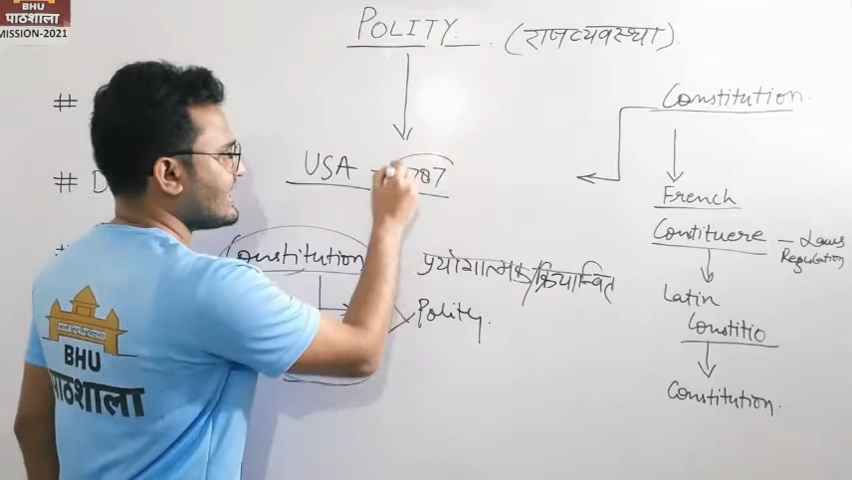 BHU
पाठशाला
MISSION-2021
POLITY. (राजव्यवस्था)
#
#
USA - 1787
Constitution
प्रयोगात्मक/क्रियान्वित
Polity.
Constitution.
French
Constituere - Laws
Regulation
Latin
Constitio
Constitution.
BHU
पाठशाला